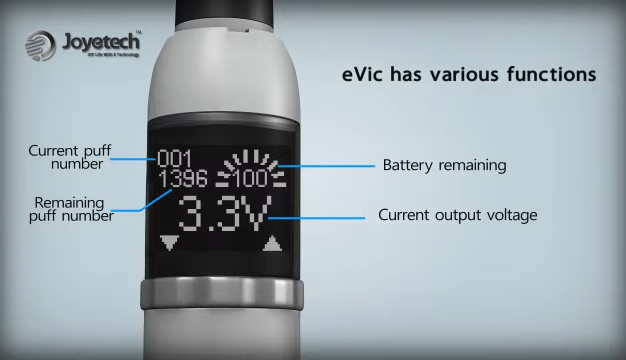 Joyetech™
eVic has various functions
Current puff
number
001
Battery remaining
1396
100
Remaining
puff number
3.3V
Current output voltage